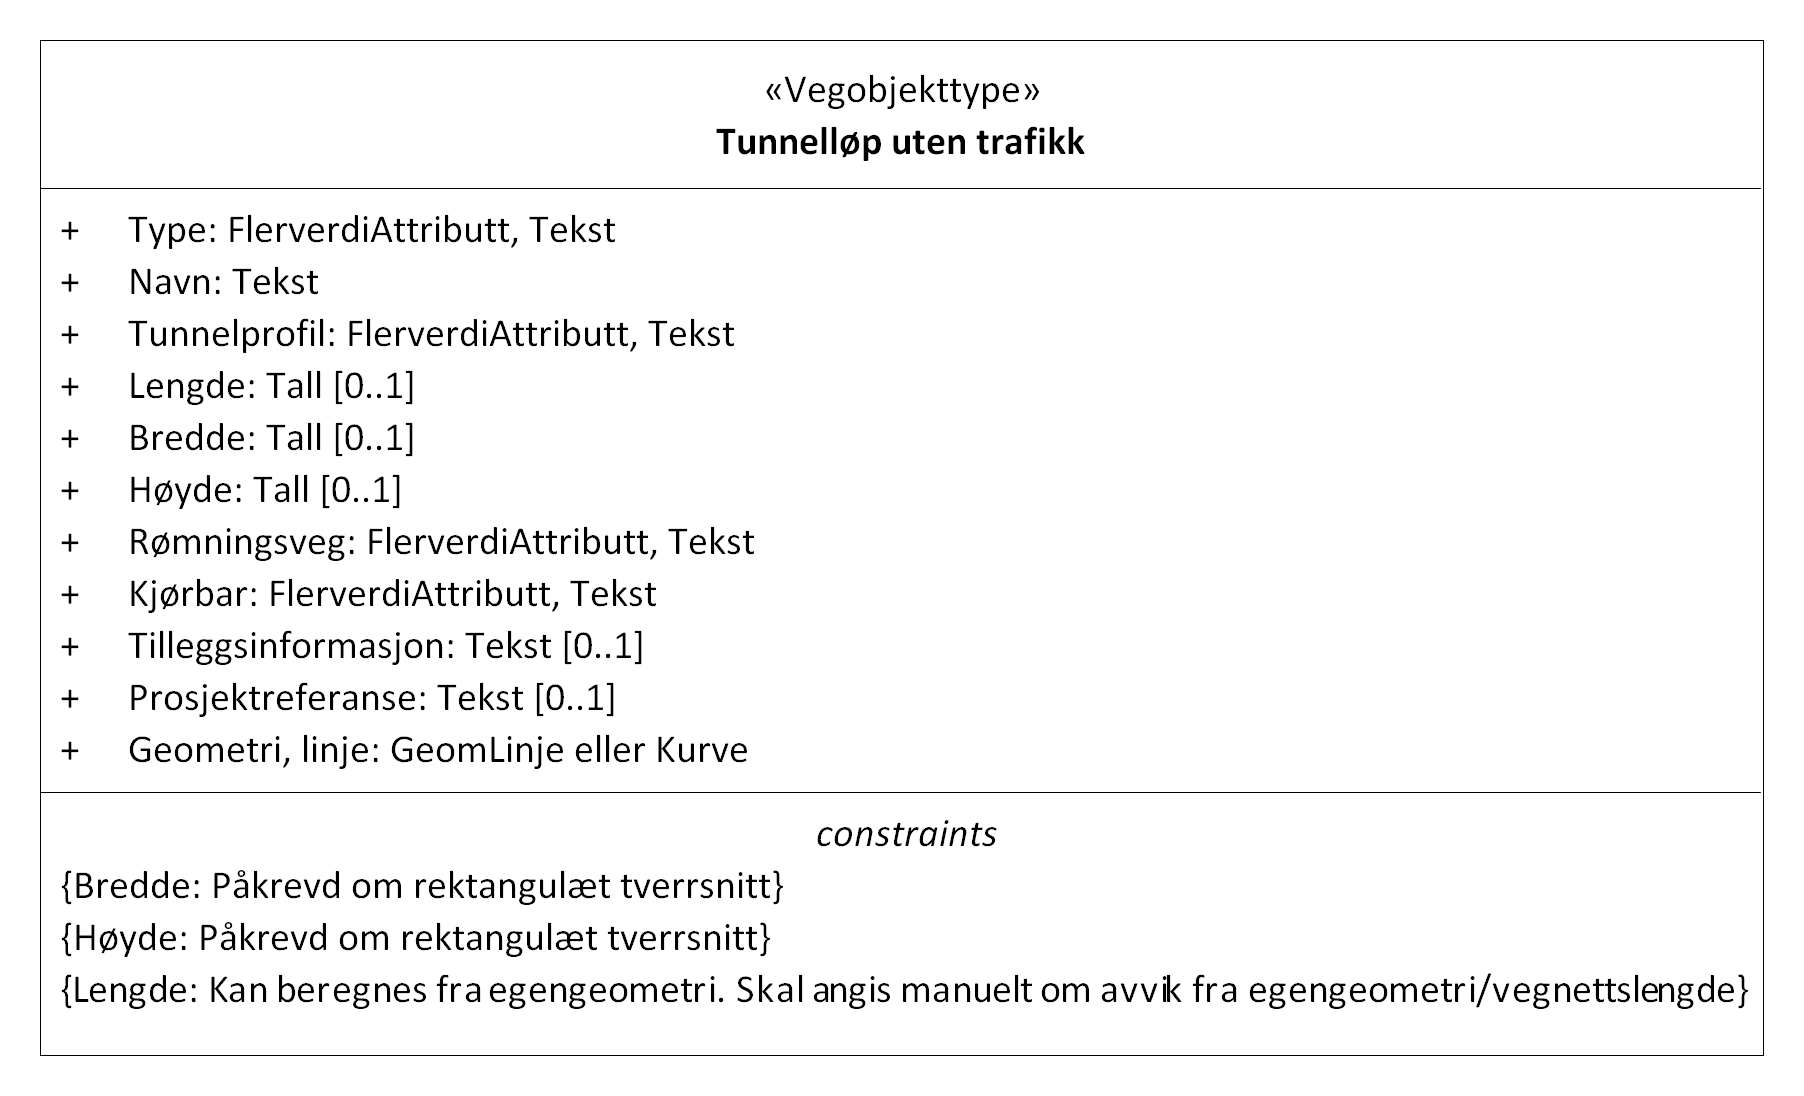 «Vegobjekttype»
Tunnelløp uten trafikk
+ Type: FlerverdiAttributt, Tekst
+ Navn: Tekst
+ Tunnelprofil: FlerverdiAttributt, Tekst
+ Lengde: Tall [0..1]
+ Bredde: Tall [0..1]
+ Høyde: Tall [0..1]
+ Rømningsveg: FlerverdiAttributt, Tekst
+ Kjørbar: FlerverdiAttributt, Tekst
+ Tilleggsinformasjon: Tekst [0..1]
+ Prosjektreferanse: Tekst [0..1]
+ Geometri, linje: GeomLinje eller Kurve
constraints
{Bredde: Påkrevd om rektangulæt tverrsnitt}
{Høyde: Påkrevd om rektangulæt tverrsnitt}
{Lengde: Kan beregnes fra egengeometri. Skal angis manuelt om avvik fra egengeometri/vegnettslengde}